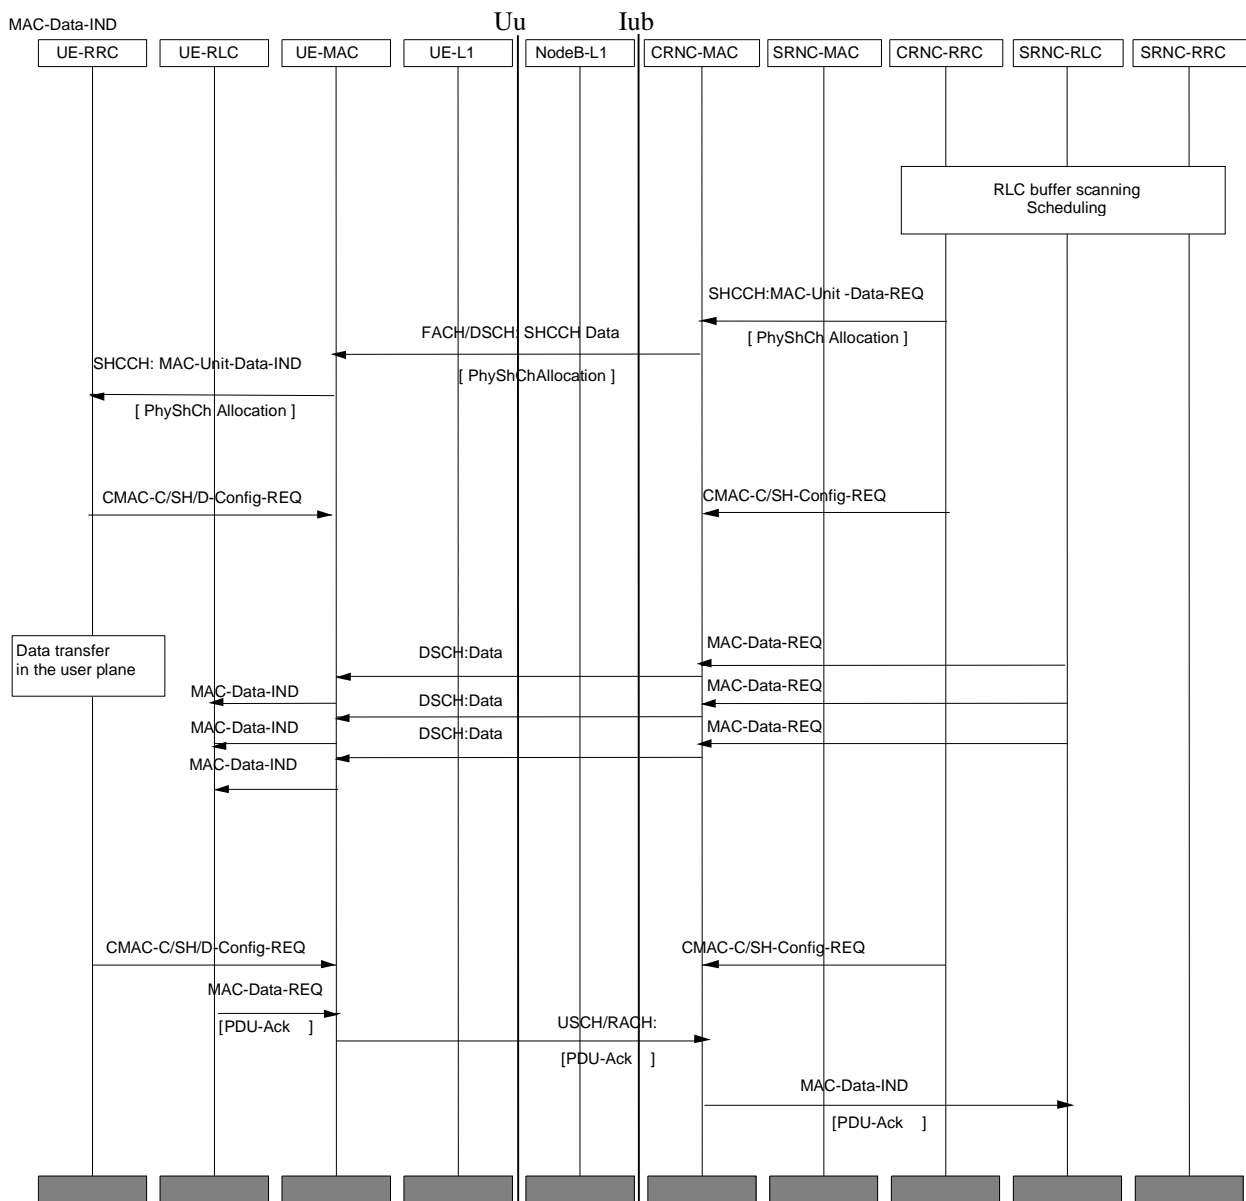 MAC-Data-IND
Uu
Iub
UE-RRC
UE-RLC
UE-MAC
UE-L1
NodeB-L1
CRNC-MAC
SRNC-MAC
CRNC-RRC
SRNC-RLC
SRNC-RRC
RLC buffer scanning
Scheduling
SHCCH:MAC-Unit -Data-REQ
[ PhyShCh Allocation ]
FACH/DSCH: SHCCH Data
[ PhyShChAllocation ]
SHCCH: MAC-Unit-Data-IND
[ PhyShCh Allocation ]
CMAC-C/SH/D-Config-REQ
CMAC-C/SH-Config-REQ
Data transfer
in the user plane
MAC-Data-REQ
DSCH:Data
MAC-Data-IND
MAC-Data-REQ
DSCH:Data
MAC-Data-IND
MAC-Data-REQ
DSCH:Data
MAC-Data-IND
CMAC-C/SH/D-Config-REQ
CMAC-C/SH-Config-REQ
MAC-Data-REQ
[PDU-Ack ]
USCH/RACH:
[PDU-Ack ]
MAC-Data-IND
[PDU-Ack ]